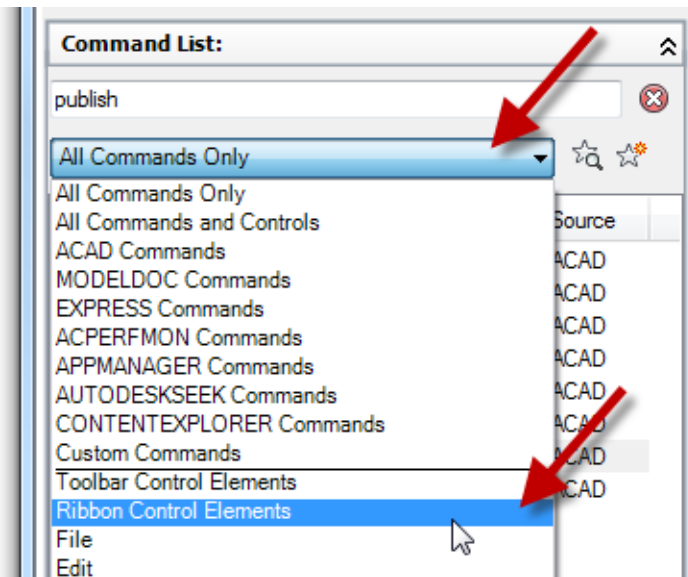 Command List:
publish
All Commands Only
All Commands Only
All Commands and Controls
Source
ACAD Commands
ACAD
MODELDOC Commands
ACAD
EXPRESS Commands
ACAD
ACPERFMON Commands
APPMANAGER Commands
ACAD
AUTODESKSEEK Commands
ACAD
CONTENTEXPLORER Commands
ACAD
Custom Commands
ACAD
Toolbar Control Elements
ACAD
Ribbon Control Elements
File
Edit